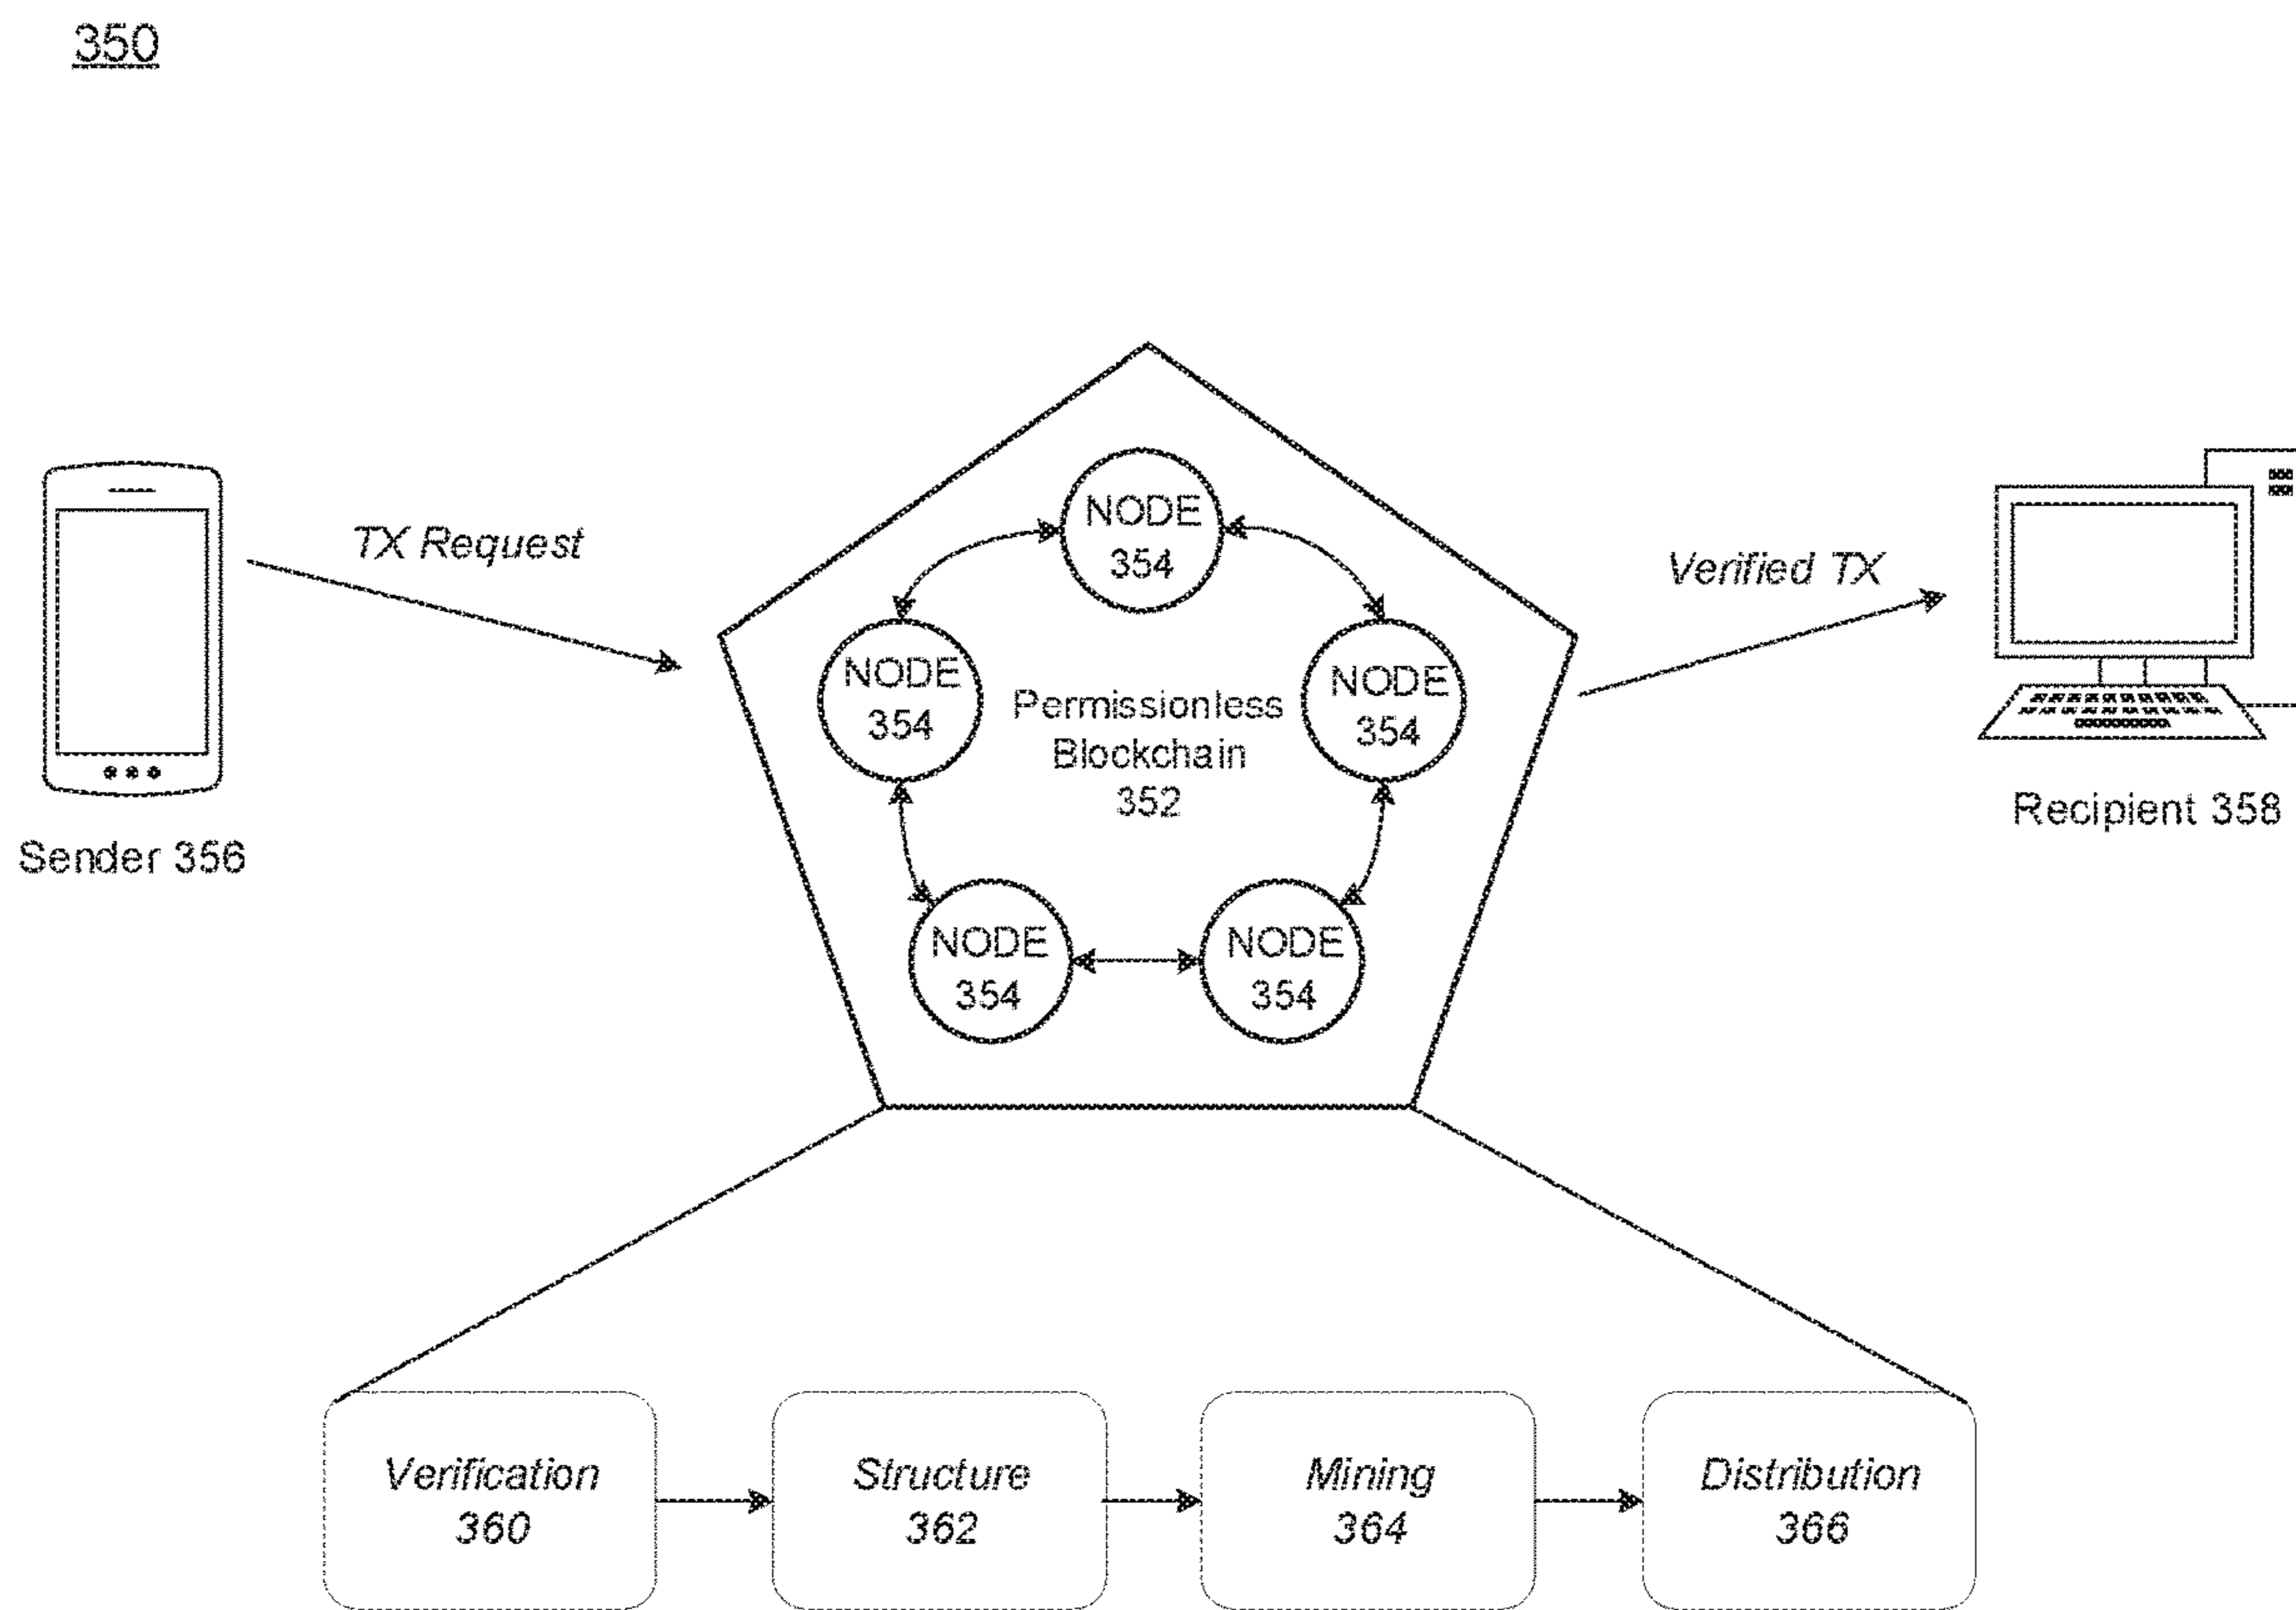 350
TX Request
Sender 356
NODE
354
NODE
354
NODE
354
Permissionless
Blockchain
352
NODE
354
NODE
354
Verified TX
Recipient 358
Verification
360
Structure
362
Mining
364
Distribution
366